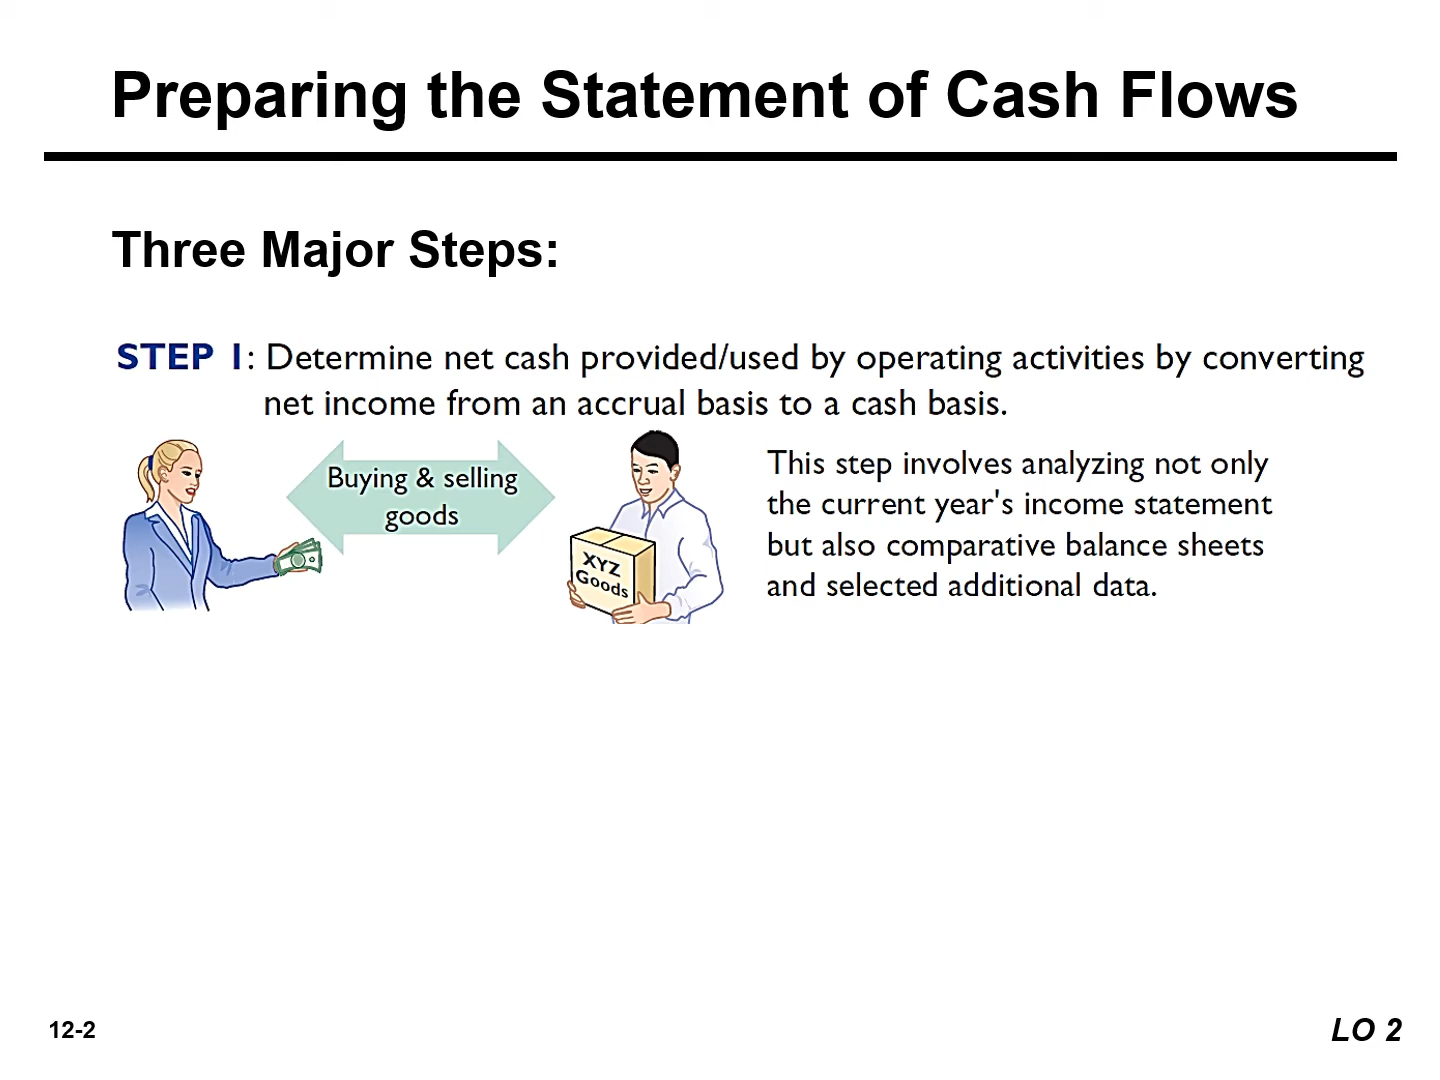 Preparing the Statement of Cash Flows
Three Major Steps:
STEP 1: Determine net cash provided/used by operating activities by converting
net income from an accrual basis to a cash basis.
Buying & selling
goods
XYZ
Goods
This step involves analyzing not only
the current year's income statement
but also comparative balance sheets
and selected additional data.
12-2
LO 2